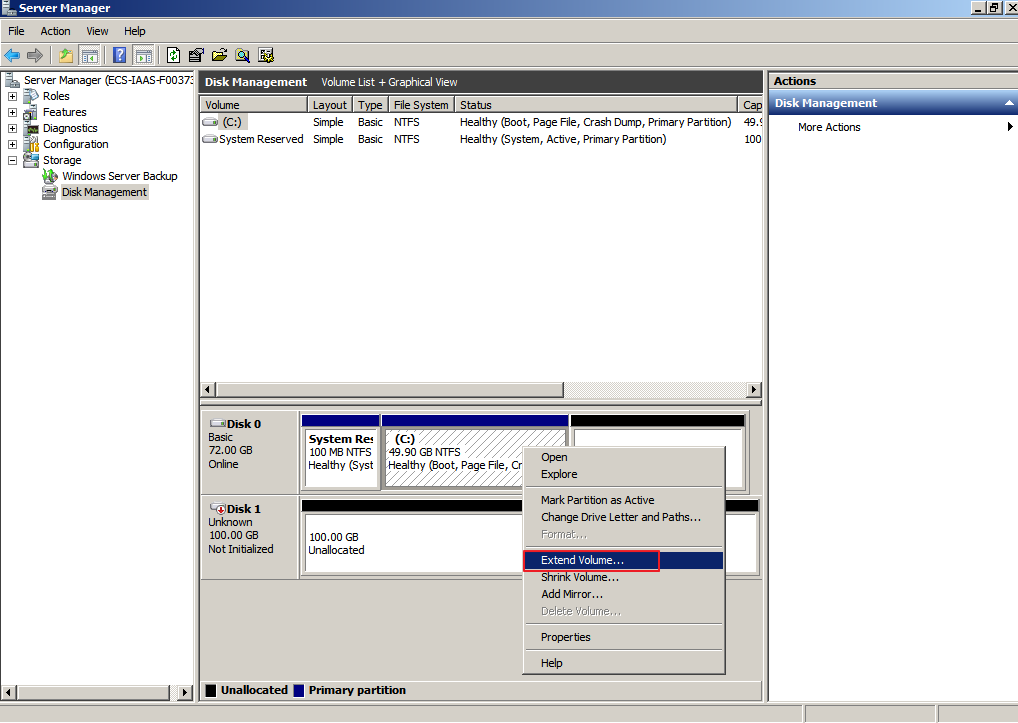 Server Manager
File Action View Help
Server Manager (ECS-IAAS-F00373
Roles
Features
Diagnostics
Configuration
Storage
Windows Server Backup
Disk Management
Disk Management Volume List + Graphical View
Volume Layout Type File System Status Cap
(C:) Simple Basic NTFS Healthy (Boot, Page File, Crash Dump, Primary Partition) 49.9
System Reserved Simple Basic NTFS Healthy (System, Active, Primary Partition) 100
Disk 0
Basic
72.00 GB
Online
System Res
100 MB NTFS
Healthy (Syst
(C:)
49.90 GB NTFS
Healthy (Boot, Page File, Cr
Disk 1
Unknown
100.00 GB
Not Initialized
100.00 GB
Unallocated
Open
Explore
Mark Partition as Active
Change Drive Letter and Paths...
Format...
Extend Volume...
Shrink Volume...
Add Mirror...
Delete Volume...
Properties
Help
Unallocated Primary partition
Actions
Disk Management
More Actions